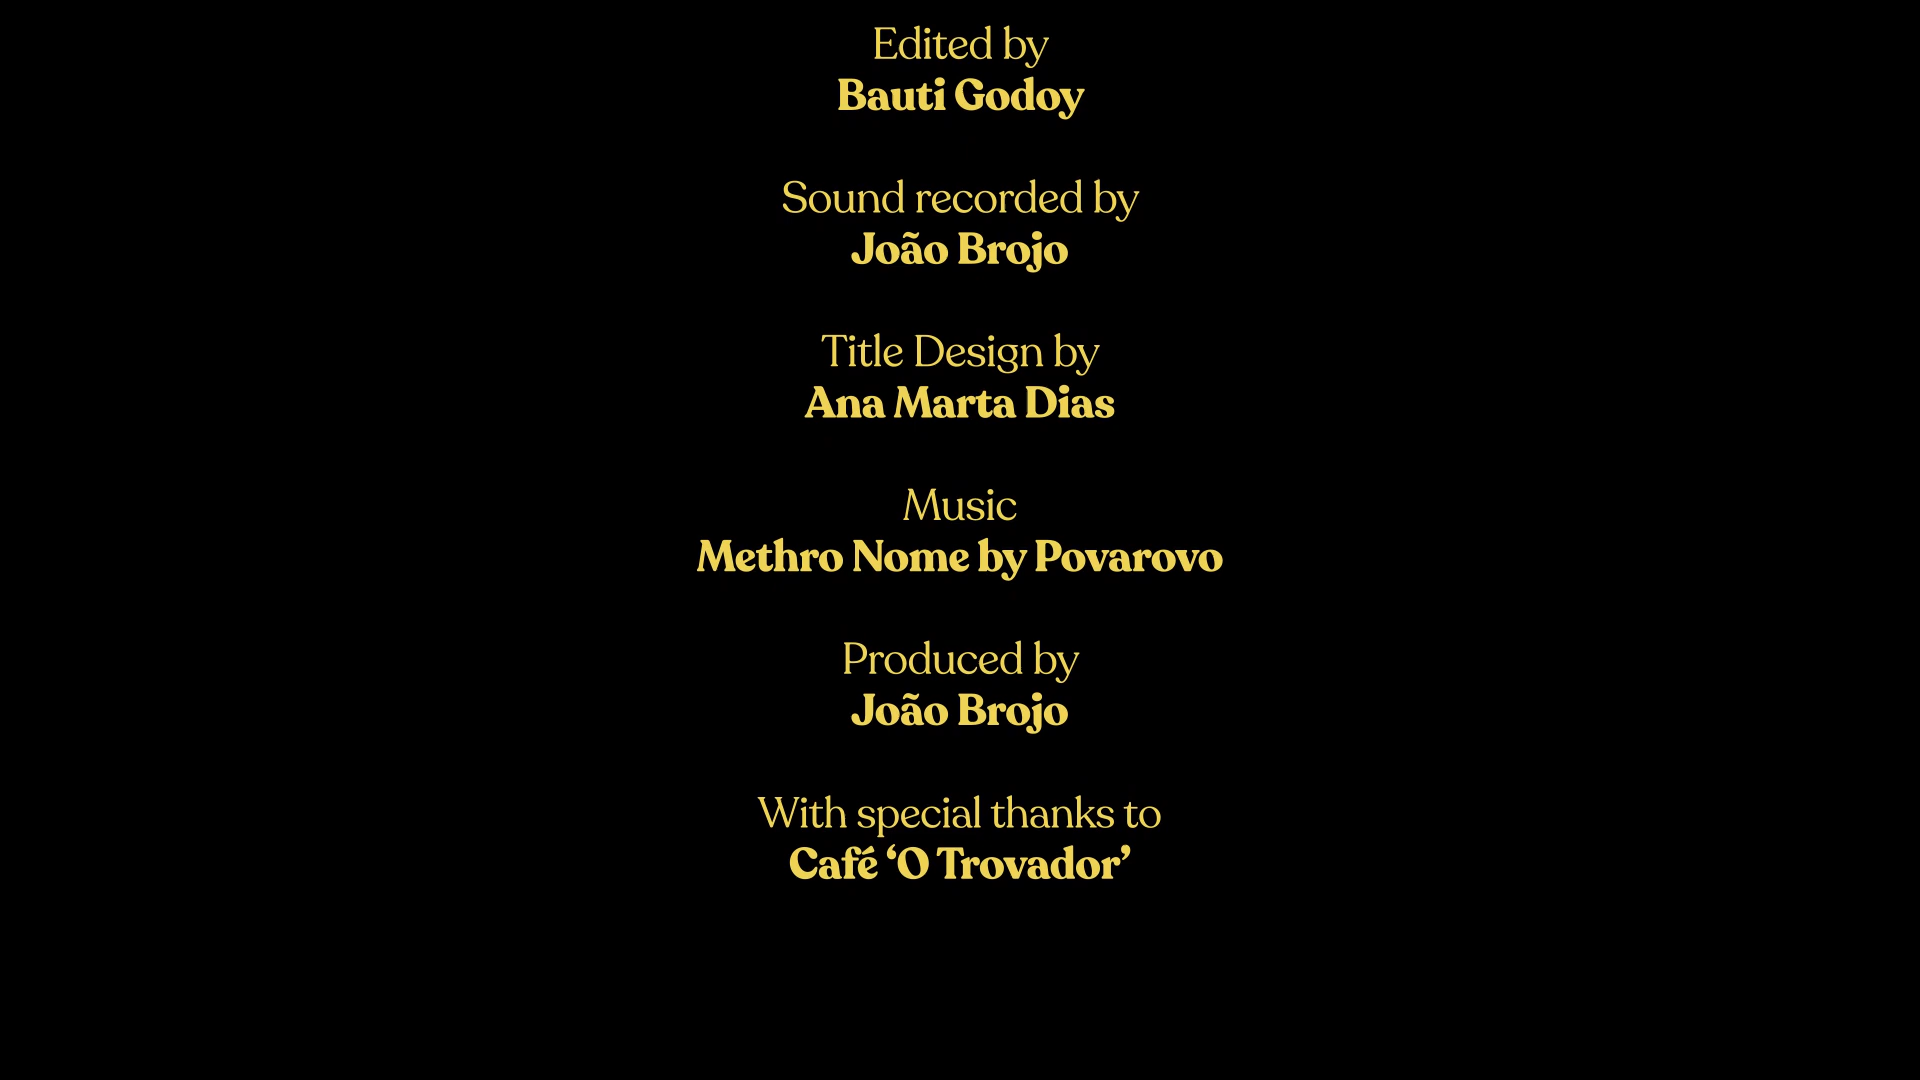 Edited by
Bauti Godoy
Sound recorded by
João Brojo
Title Design by
Ana Marta Dias
Music
Methro Nome by Povarovo
Produced by
João Brojo
With special thanks to
Café ‘O Trovador’